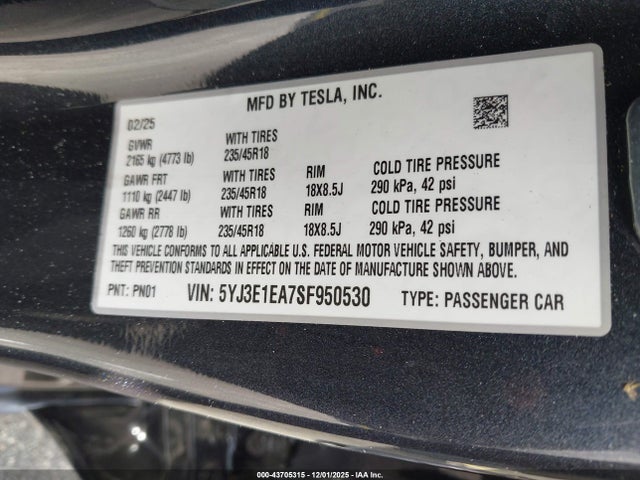 MFD BY TESLA, INC.
02/25
GVWR
2165 kg (4773 lb)
WITH TIRES
235/45R18
GAWR FRT
1110 kg (2447 lb)
WITH TIRES
235/45R18
RIM
18X8.5J
COLD TIRE PRESSURE
290 kPa, 42 psi
GAWR RR
1260 kg (2778 lb)
WITH TIRES
235/45R18
RIM
18X8.5J
COLD TIRE PRESSURE
290 kPa, 42 psi
THIS VEHICLE CONFORMS TO ALL APPLICABLE U.S. FEDERAL MOTOR VEHICLE SAFETY, BUMPER, AND
THEFT PREVENTION STANDARDS IN EFFECT ON THE DATE OF MANUFACTURE SHOWN ABOVE.
PNT: PN01 VIN: 5YJ3E1EA7SF950530 TYPE: PASSENGER CAR
000-43705315 - 12/01/2025 - IAA Inc.